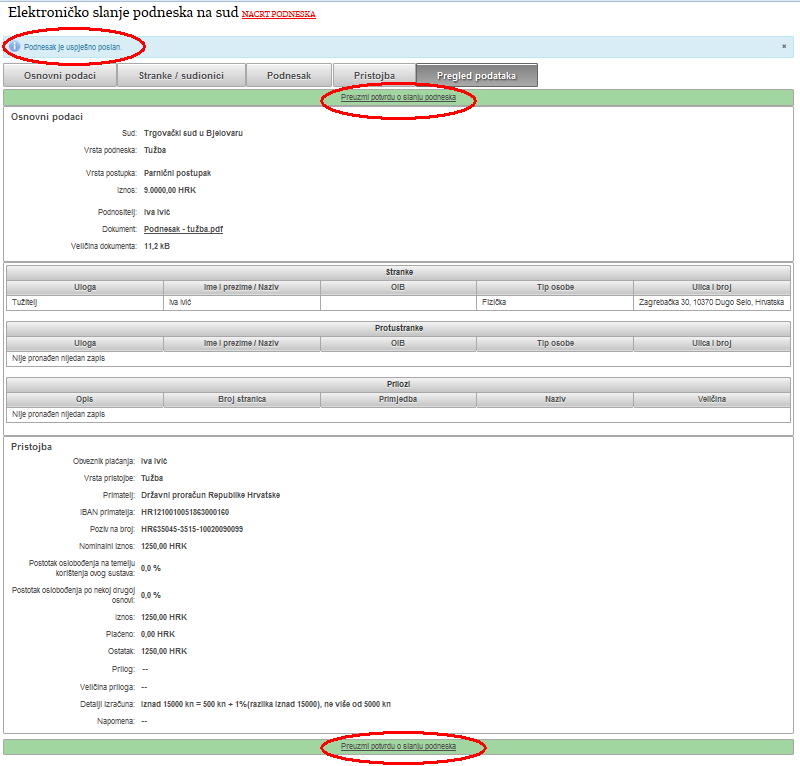 Elektroničko slanje podneska na sud NACRT PODNESKA
Podnesak je uspješno poslan.
Osnovni podaci Stranke / sudionici Podnesak Pristojba Pregled podataka
Preuzmi potvrdu o slanju podneska
Osnovni podaci
Sud: Trgovački sud u Bjelovaru
Vrsta podneska: Tužba
Vrsta postupka: Parnični postupak
Iznos: 9.0000,00 HRK
Podnositelj: Iva Ivić
Dokument: Podnesak - tužba.pdf
Veličina dokumenta: 11,2 kB
Stranke
Uloga Ime i prezime / Naziv OIB Tip osobe Ulica i broj
Tužitelj Iva Ivić Fizička Zagrebačka 30, 10370 Dugo Selo, Hrvatska
Protustranke
Uloga Ime i prezime / Naziv OIB Tip osobe Ulica i broj
Nije pronađen nijedan zapis
Prilozi
Opis Broj stranica Primjedba Naziv Veličina
Nije pronađen nijedan zapis
Pristojba
Obveznik plaćanja: Iva Ivić
Vrsta pristojbe: Tužba
Primatelj: Državni proračun Republike Hrvatske
IBAN primatelja: HR1210010051863000160
Poziv na broj: HR635045-3515-10020090099
Nominalni iznos: 1250,00 HRK
Postotak oslobođenja na temelju
korištenja ovog sustava: 0,0 %
Postotak oslobođenja po nekoj drugoj
osnovi: 0,0 %
Iznos: 1250,00 HRK
Plaćeno: 0,00 HRK
Ostatak: 1250,00 HRK
Prilog: --
Veličina priloga: --
Detalji izračuna: Iznad 15000 kn = 500 kn + 1%(razlika iznad 15000), ne više od 5000 kn
Napomena: --
Preuzmi potvrdu o slanju podneska